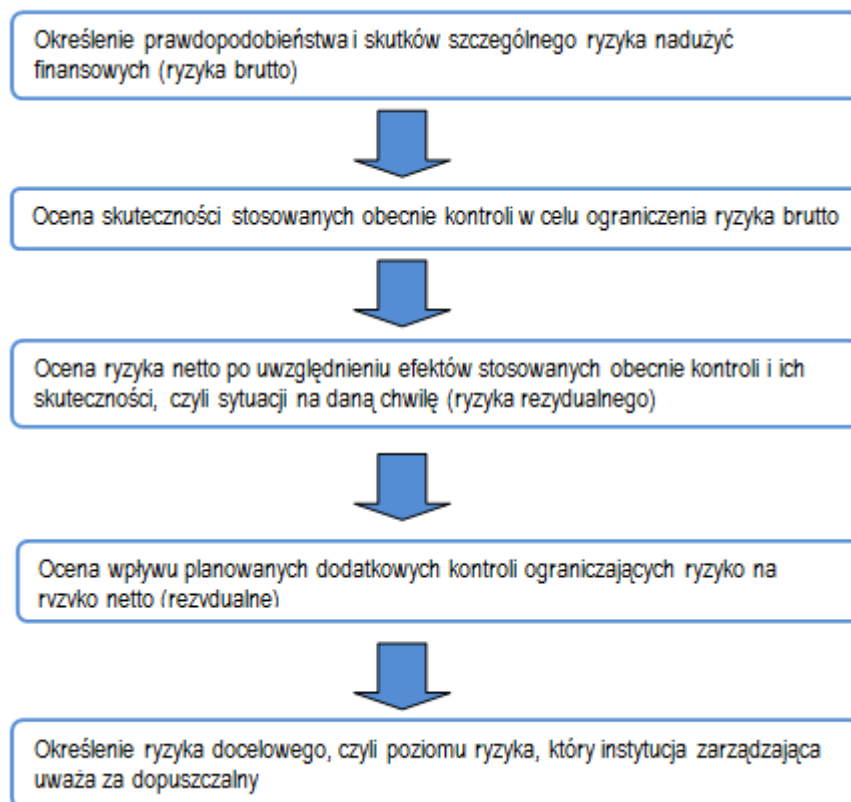 Określenie prawdopodobieństwa i skutków szczególnego ryzyka nadużyć
finansowych (ryzyka brutto)
Ocena skuteczności stosowanych obecnie kontroli w celu ograniczenia ryzyka brutto
Ocena ryzyka netto po uwzględnieniu efektów stosowanych obecnie kontroli i ich
skuteczności, czyli sytuacji na daną chwilę (ryzyka rezydualnego)
Ocena wpływu planowanych dodatkowych kontroli ograniczających ryzyko na
ryzyko netto (rezydualne)
Określenie ryzyka docelowego, czyli poziomu ryzyka, który instytucja zarządzająca
uważa za dopuszczalny